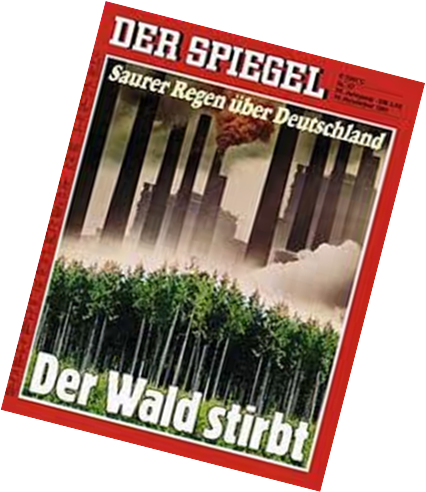 DER SPIEGEL
Saurer Regen über Deutschland
Der Wald stirbt